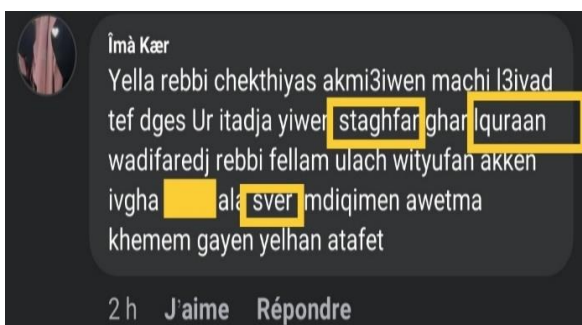 Îmà Kær
Yella rebbi chekthiyas akmi3iwen machi l3ivad
tef dges Ur itadja yiwen staghfar ghar lquraan
wadifaredj rebbi fellam ulach wityufan akken
ivgha ala sver mdiqimen awetma
khemem gayen yelhan atafet
2 h J'aime Répondre